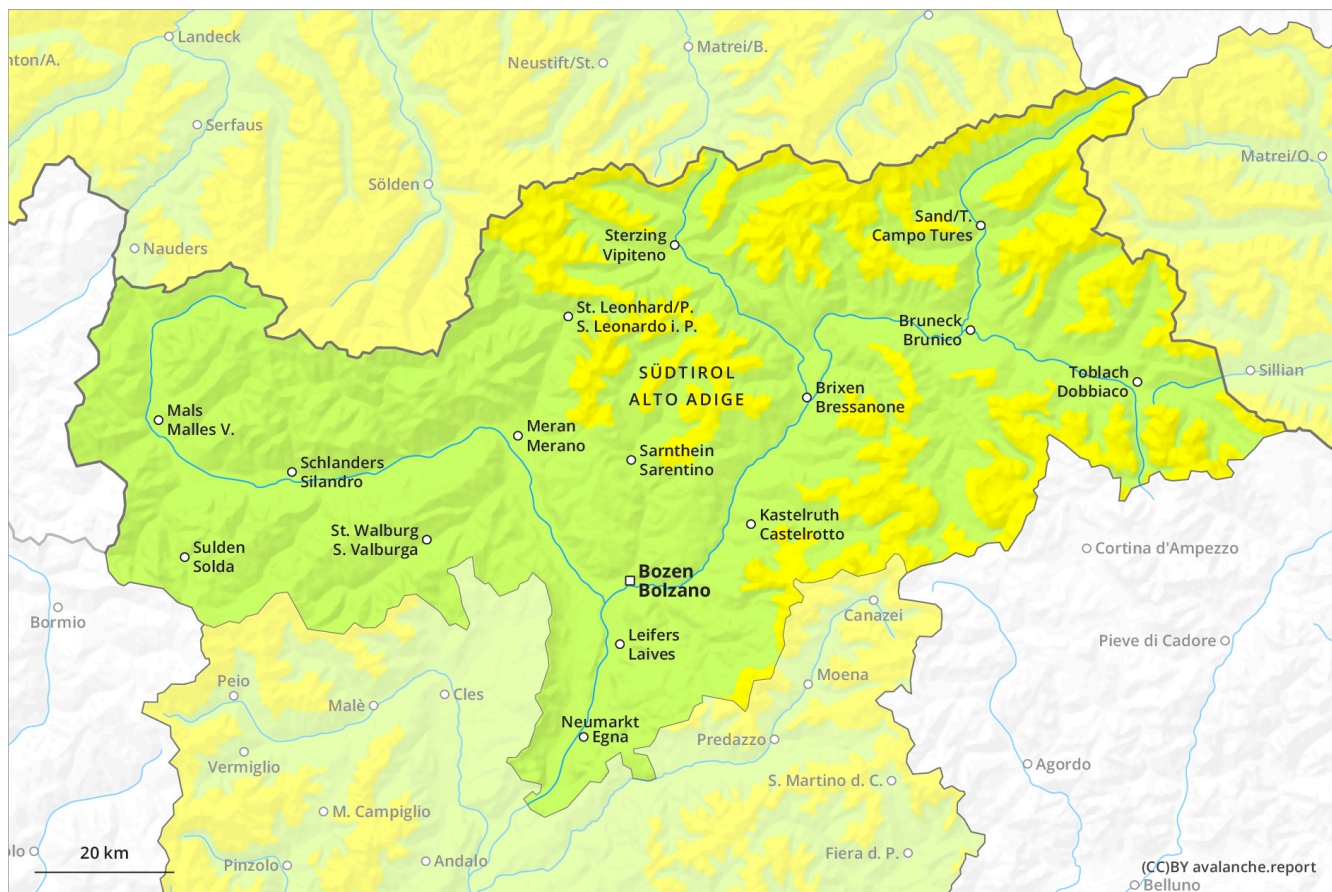 Landeck
Matrei/B.
Neustift/St.
Serfaus
Matrei/O.
Sölden
Nauders
Sand/T.
Campo Tures
Sterzing
Vipiteno
St. Leonhard/P.
S. Leonardo i. P.
Bruneck
Brunico
SÜDTIROL
ALTO ADIGE
Toblach
Dobbiaco
Sillian
Brixen
Bressanone
Mals
Malles V.
Meran
Merano
Sarnthein
Sarentino
Schlanders
Silandro
Kastelruth
Castelrotto
St. Walburg
S. Valburga
Sulden
Solda
Cortina d'Ampezzo
Bozen
Bolzano
Bormio
Canazei
Leifers
Laives
Pieve di Cadore
Peio
Malè
Cles
Moena
Neumarkt
Egna
Predazzo
Vermiglio
Agordo
S. Martino d. C.
M. Campiglio
20 km
Pinzolo
Andalo
Fiera d. P.
(CC)BY avalanche.report
Belluno